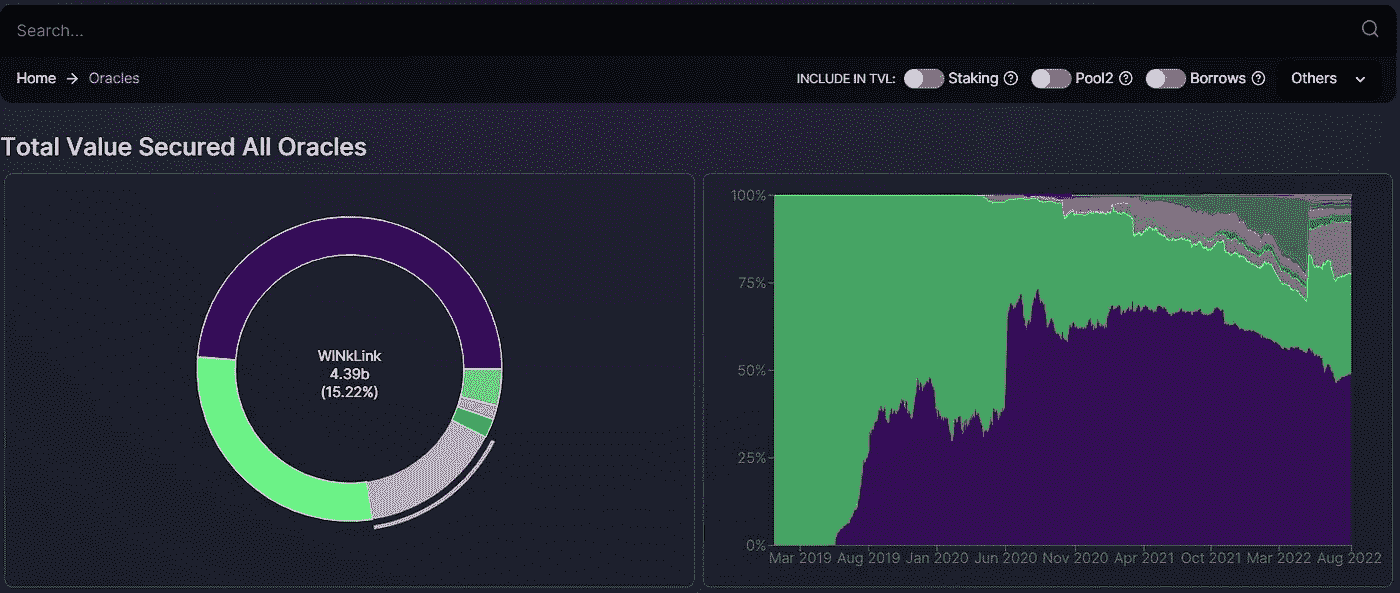 Search...
Home → Oracles
INCLUDE IN TVL: Staking Pool2 Borrows Others
Total Value Secured All Oracles
WINkLink
4.39b
(15.22%)
100%
75%
50%
25%
0%
Mar 2019 Aug 2019 Jan 2020 Jun 2020 Nov 2020 Apr 2021 Oct 2021 Mar 2022 Aug 2022